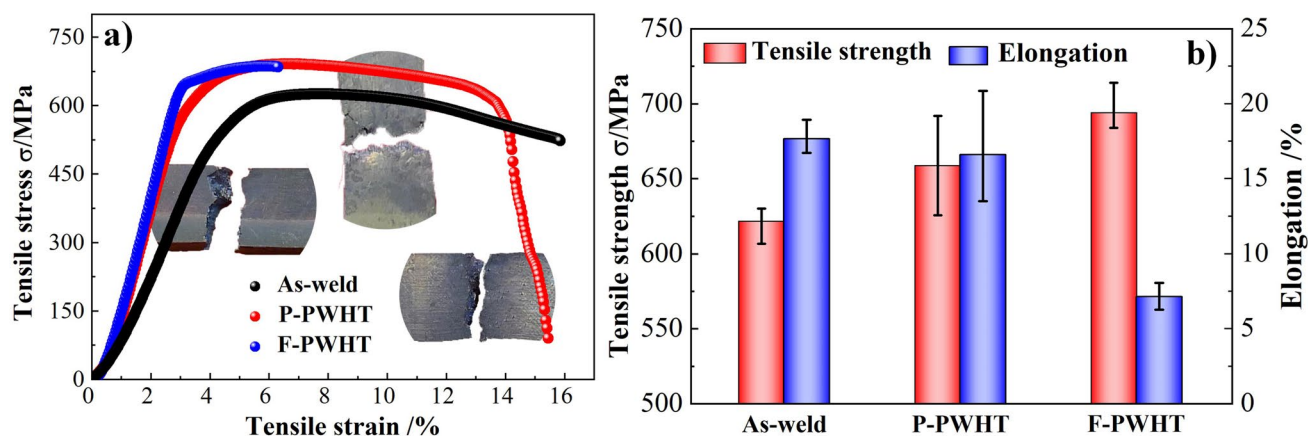 a)
Tensile stress σ/MPa
750
600
450
300
150
0
0 2 4 6 8 10 12 14 16
Tensile strain /%
As-weld
P-PWHT
F-PWHT
b)
Tensile strength σ/MPa
750
700
650
600
550
500
Tensile strength
Elongation
As-weld P-PWHT F-PWHT
25
20
15
10
5
0
Elongation /%